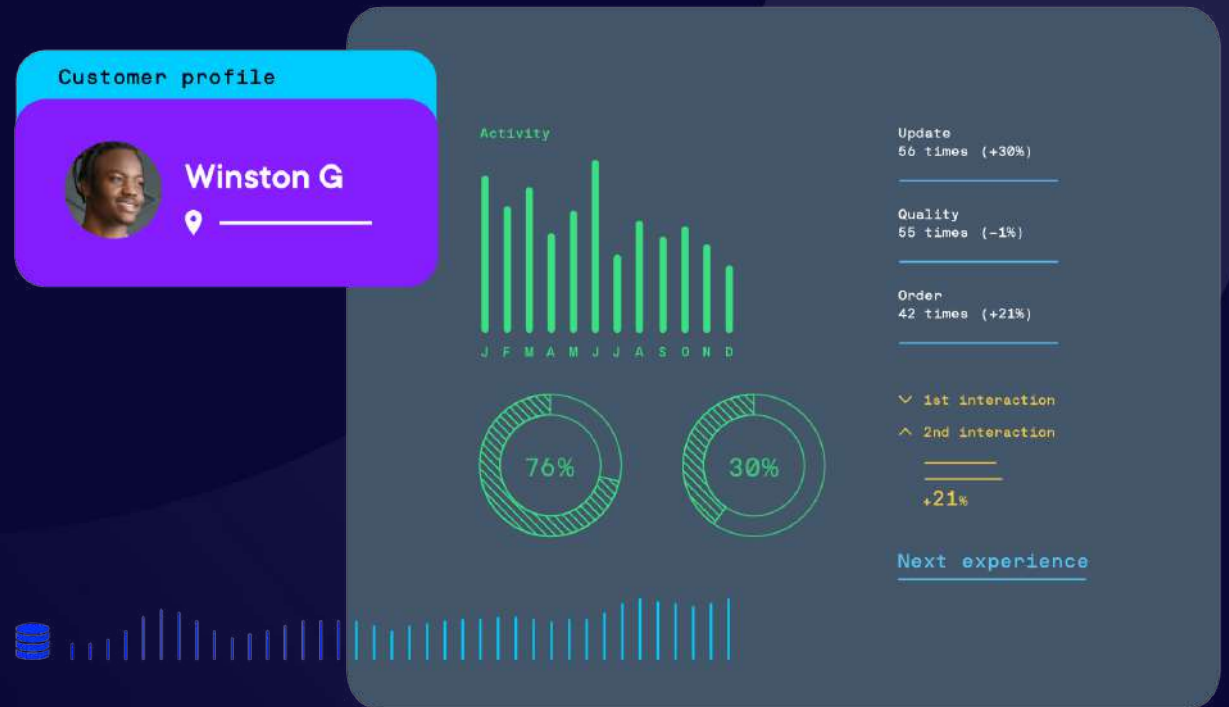 Customer profile
Winston G
Activity
J F M A M J J A S O N D
76%
30%
Update
56 times (+30%)
Quality
55 times (-1%)
Order
42 times (+21%)
1st interaction
2nd interaction
+21%
Next experience